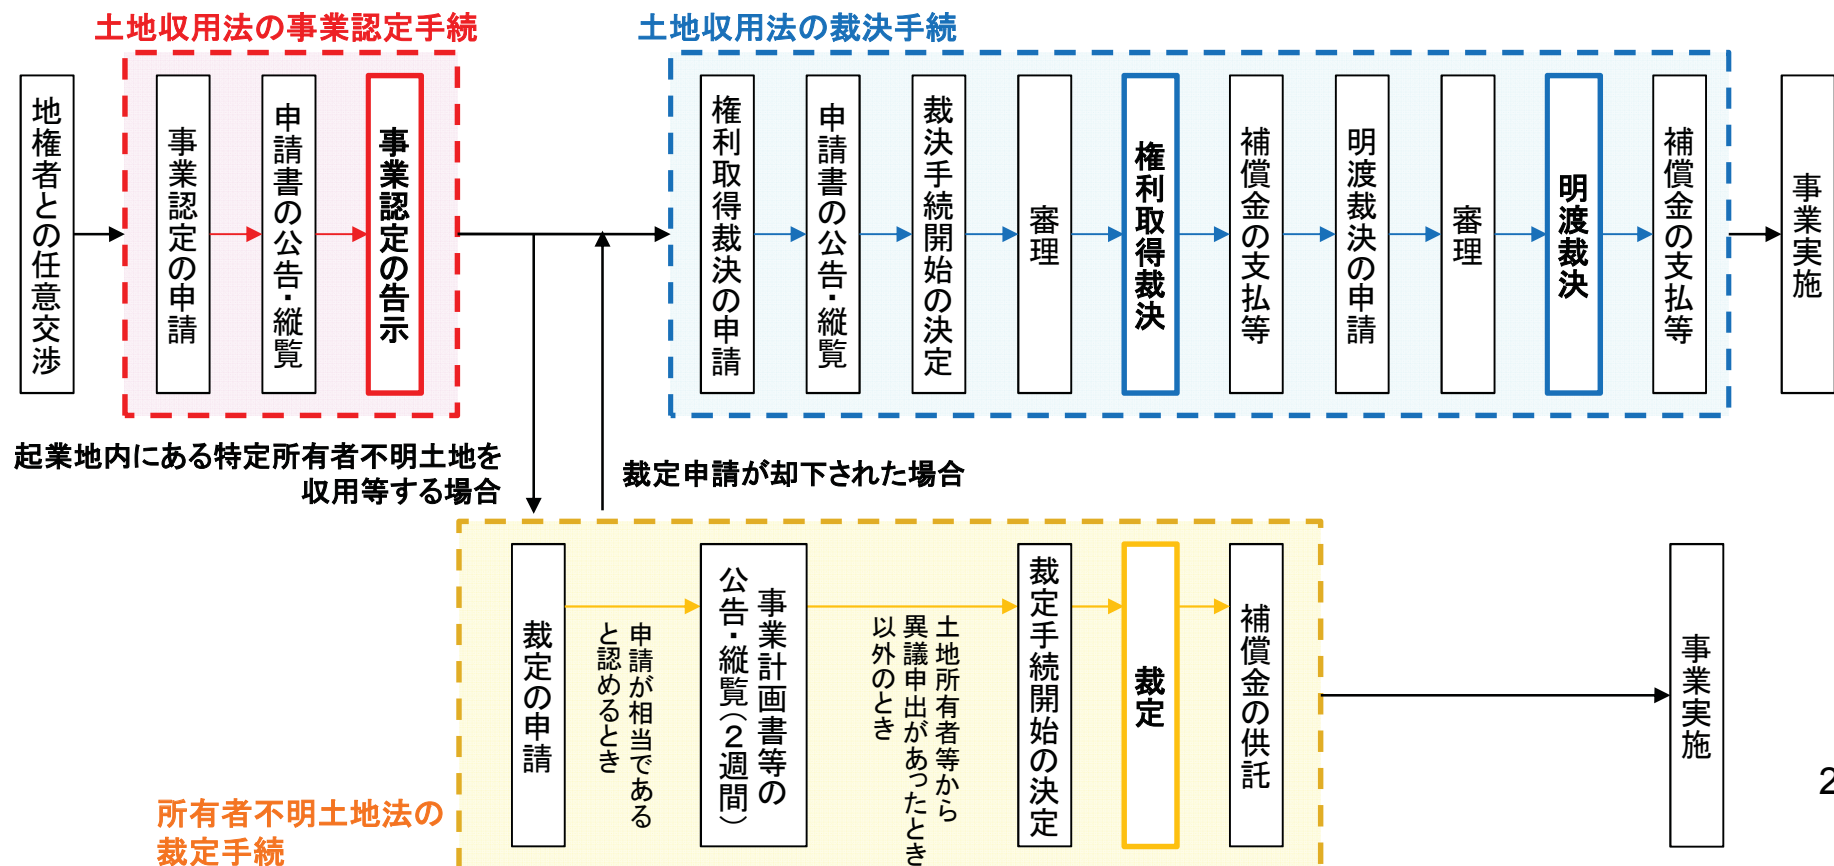 土地収用法の事業認定手続
土地収用法の裁決手続
地権者との任意交渉
事業認定の申請
申請書の公告・縦覧
事業認定の告示
権利取得裁決の申請
申請書の公告・縦覧
裁決手続開始の決定
審理
権利取得裁決
補償金の支払等
明渡裁決の申請
審理
明渡裁決
補償金の支払等
事業実施
起業地内にある特定所有者不明土地を
収用等する場合
裁定申請が却下された場合
裁定の申請
申請が相当である
と認めるとき
事業計画書等の
公告・縦覧(2週間)
土地所有者等から
異議申出があったとき
以外のとき
裁定手続開始の決定
裁定
補償金の供託
事業実施
所有者不明土地法の
裁定手続
2